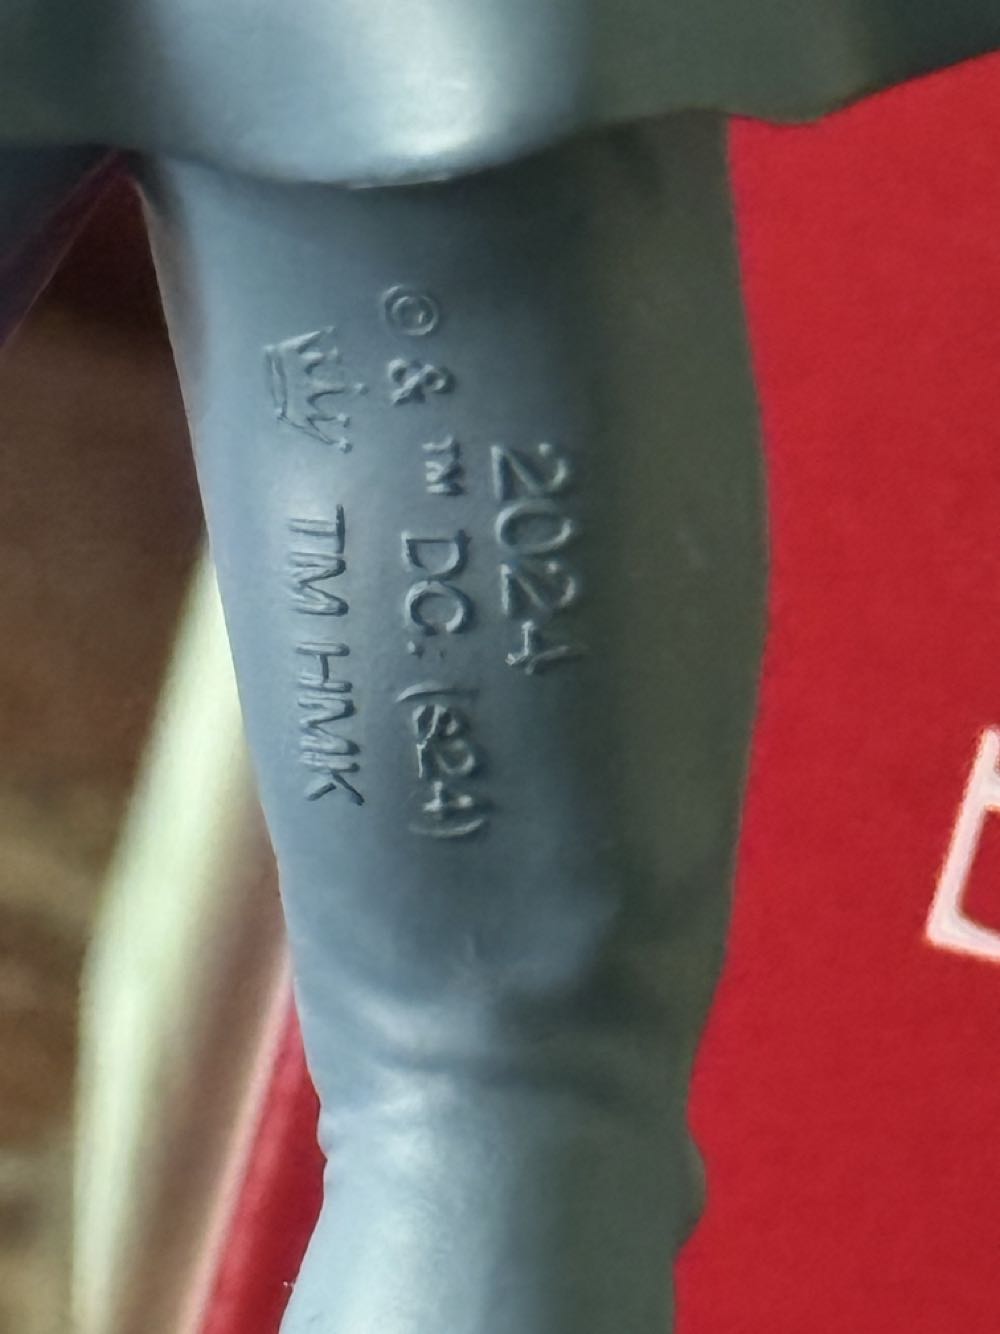 2024
© & ™ DC. (s24)
TM HMK